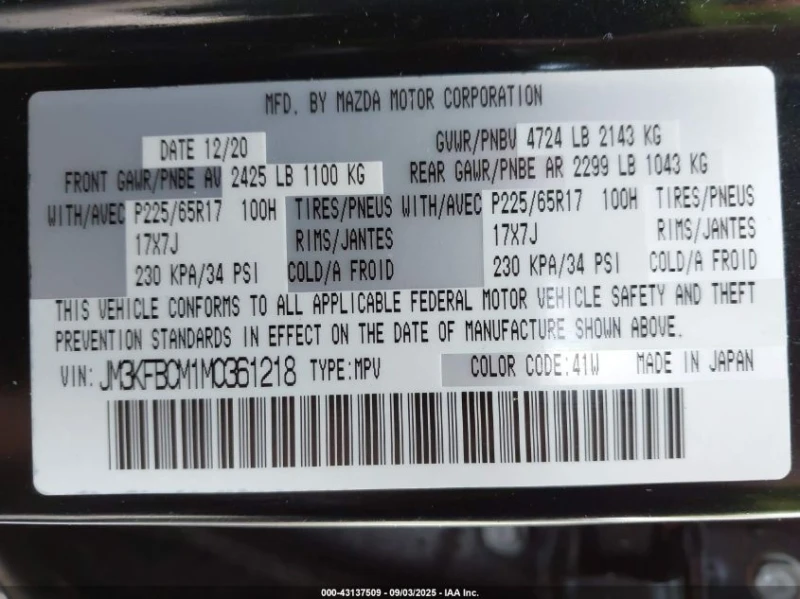 MFD. BY MAZDA MOTOR CORPORATION
DATE 12/20 GVWR/PNBV 4724 LB 2143 KG
FRONT GAWR/PNBE AV 2425 LB 1100 KG REAR GAWR/PNBE AR 2299 LB 1043 KG
WITH/AVEC P225/65R17 100H TIRES/PNEUS WITH/AVEC P225/65R17 100H TIRES/PNEUS
17X7J RIMS/JANTES 17X7J RIMS/JANTES
230 KPA/34 PSI COLD/A FROID 230 KPA/34 PSI COLD/A FROID
THIS VEHICLE CONFORMS TO ALL APPLICABLE FEDERAL MOTOR VEHICLE SAFETY AND THEFT
PREVENTION STANDARDS IN EFFECT ON THE DATE OF MANUFACTURE SHOWN ABOVE.
VIN: JM3KFBCM1M0361218 TYPE:MPV COLOR CODE:41W MADE IN JAPAN
000-43137509 - 09/03/2025 - IAA Inc.